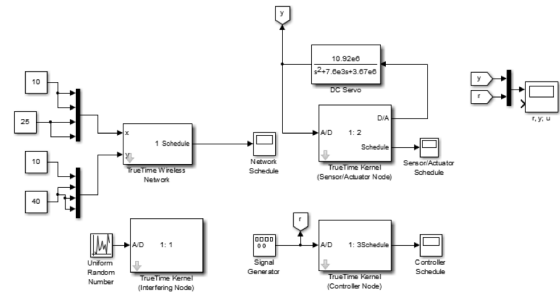 y
10
25
x
y
1 Schedule
TrueTime Wireless
Network
10
40
Network
Schedule
10.92e6
s²+7.6e3s+3.67e6
DC Servo
D/A
A/D
1: 2
Schedule
TrueTime Kernel
(Sensor/Actuator Node)
Sensor/Actuator
Schedule
y
r
r, y, u
Uniform
Random
Number
A/D
1: 1
TrueTime Kernel
(Interfering Node)
r
Signal
Generator
A/D
1: 3Schedule
TrueTime Kernel
(Controller Node)
Controller
Schedule